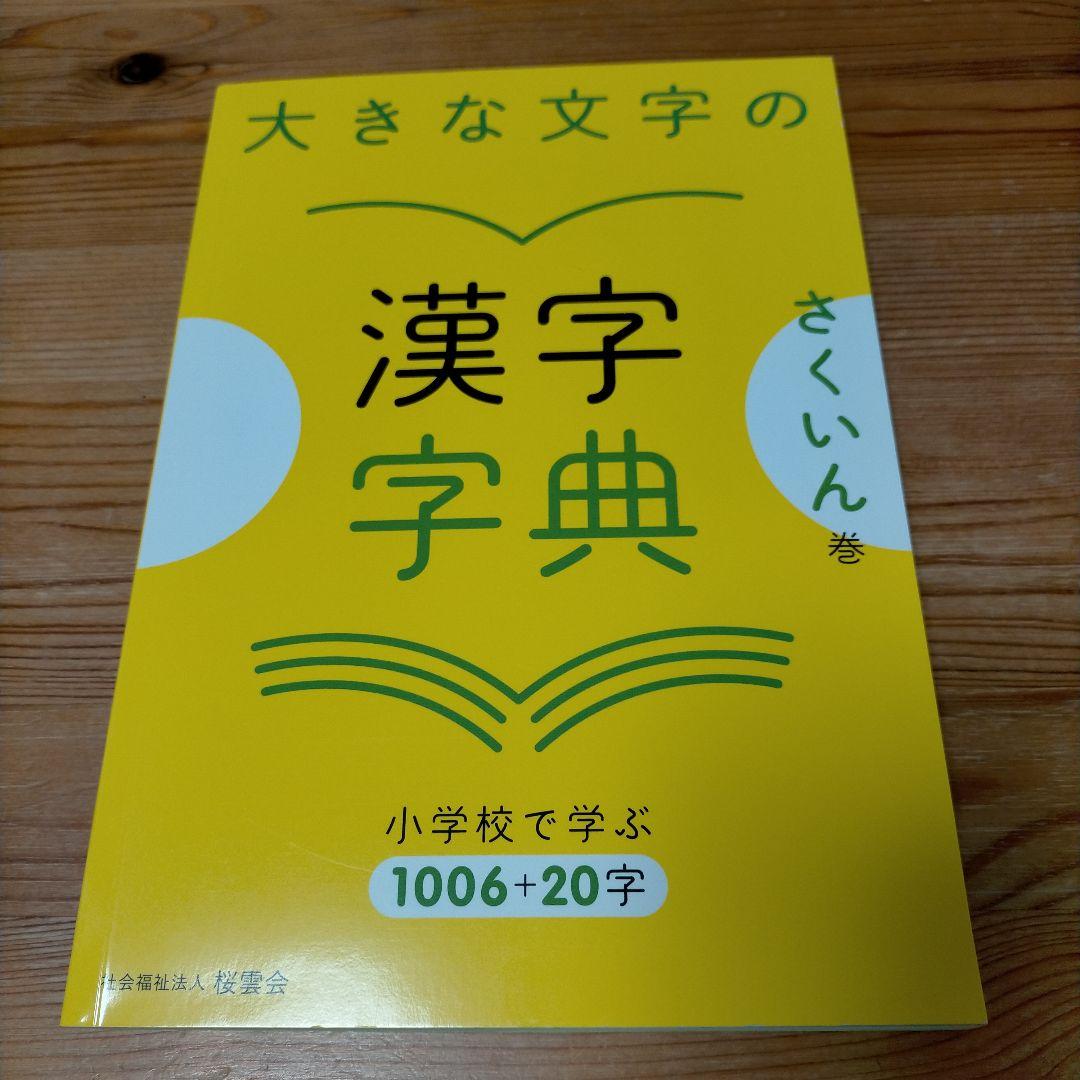 大きな文字の
漢字
字典
さくいん巻
小学校で学ぶ
1006+20字
社会福祉法人 桜雲会